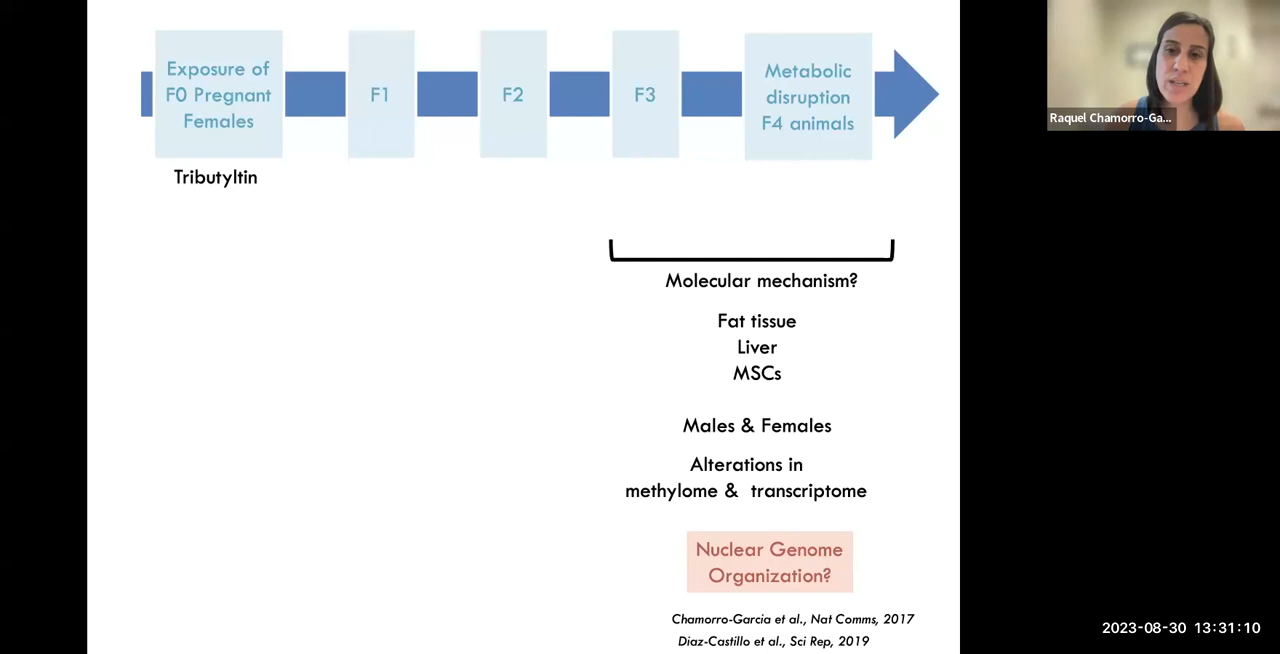 Exposure of
F0 Pregnant
Females
F1
F2
F3
Metabolic
disruption
F4 animals
Raquel Chamorro-Ga...
Tributyltin
Molecular mechanism?
Fat tissue
Liver
MSCs
Males & Females
Alterations in
methylome & transcriptome
Nuclear Genome
Organization?
Chamorro-Garcia et al., Nat Comms, 2017
Diaz-Castillo et al., Sci Rep, 2019
2023-08-30 13:31:10